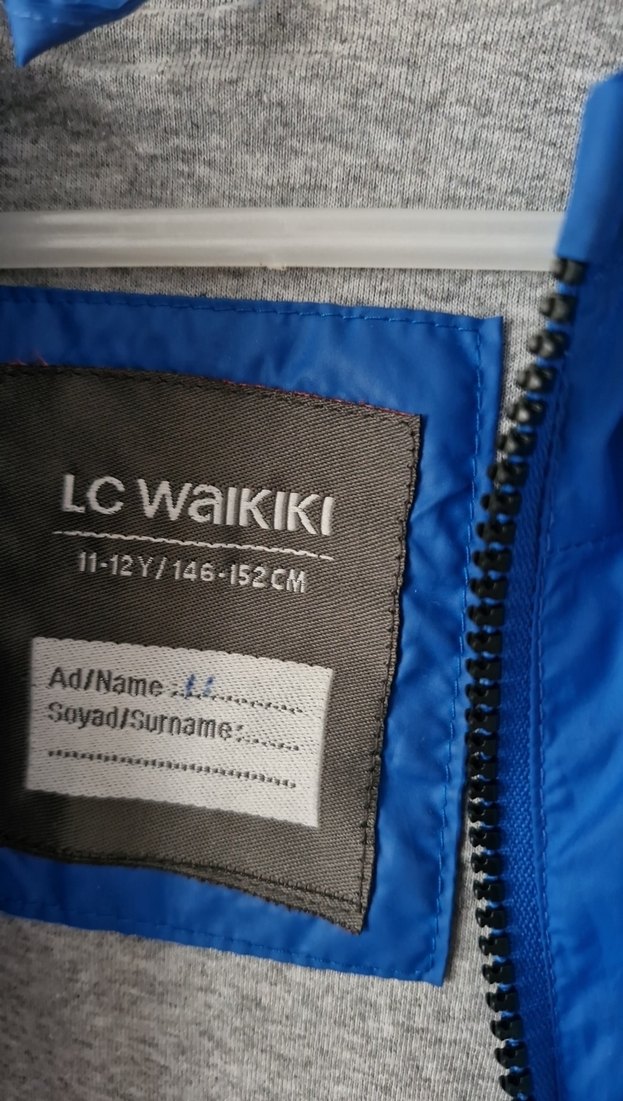 LC WAIKIKI
11-12 Y / 146-152 CM
Ad/Name :..................
Soyad/Surname:......
..............................